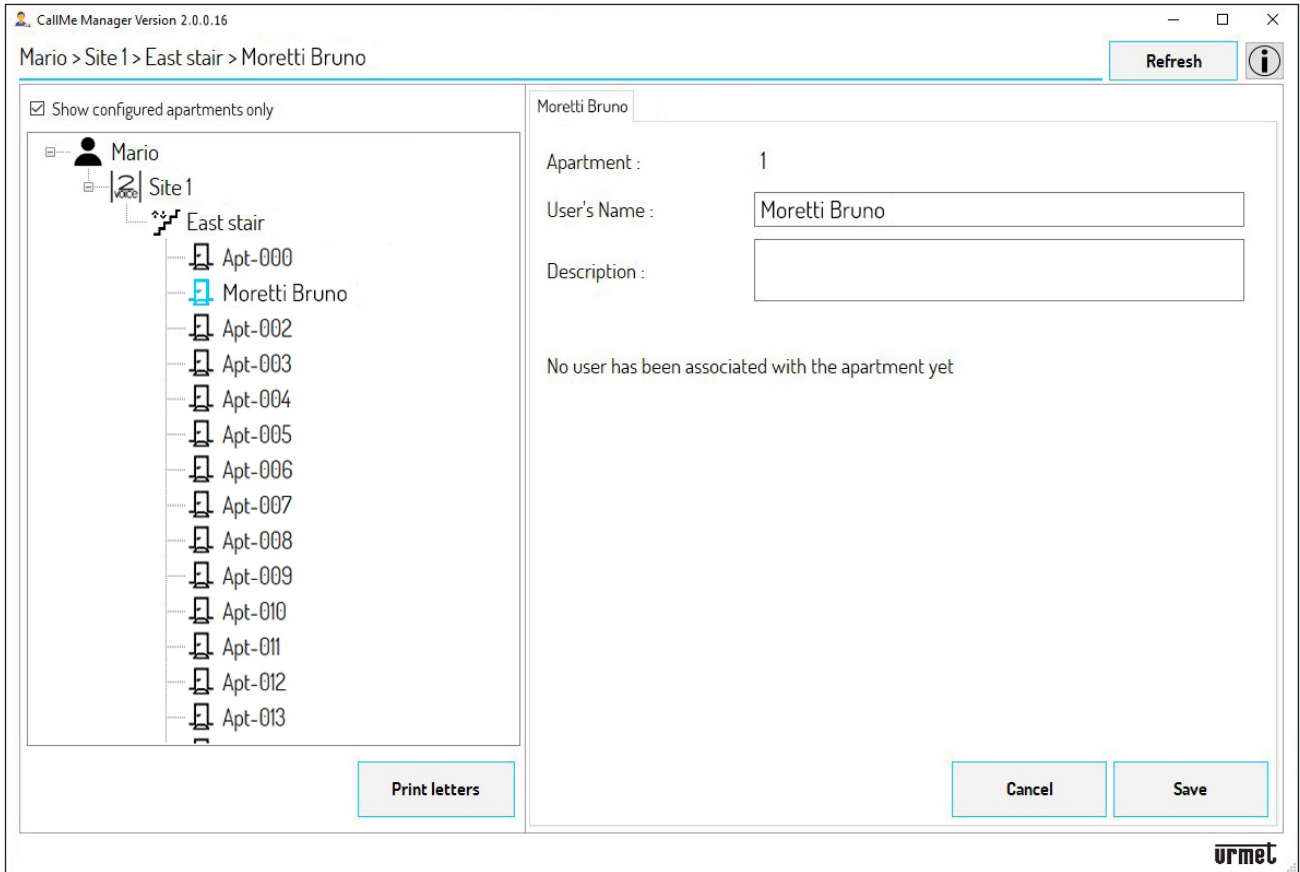 CallMe Manager Version 2.0.0.16
Mario > Site 1 > East stair > Moretti Bruno
Refresh
Show configured apartments only
Mario
2 VOICE
Site 1
East stair
Apt-000
Moretti Bruno
Apt-002
Apt-003
Apt-004
Apt-005
Apt-006
Apt-007
Apt-008
Apt-009
Apt-010
Apt-011
Apt-012
Apt-013
Print letters
Moretti Bruno
Apartment : 1
User's Name : Moretti Bruno
Description :
No user has been associated with the apartment yet
Cancel
Save
urmet